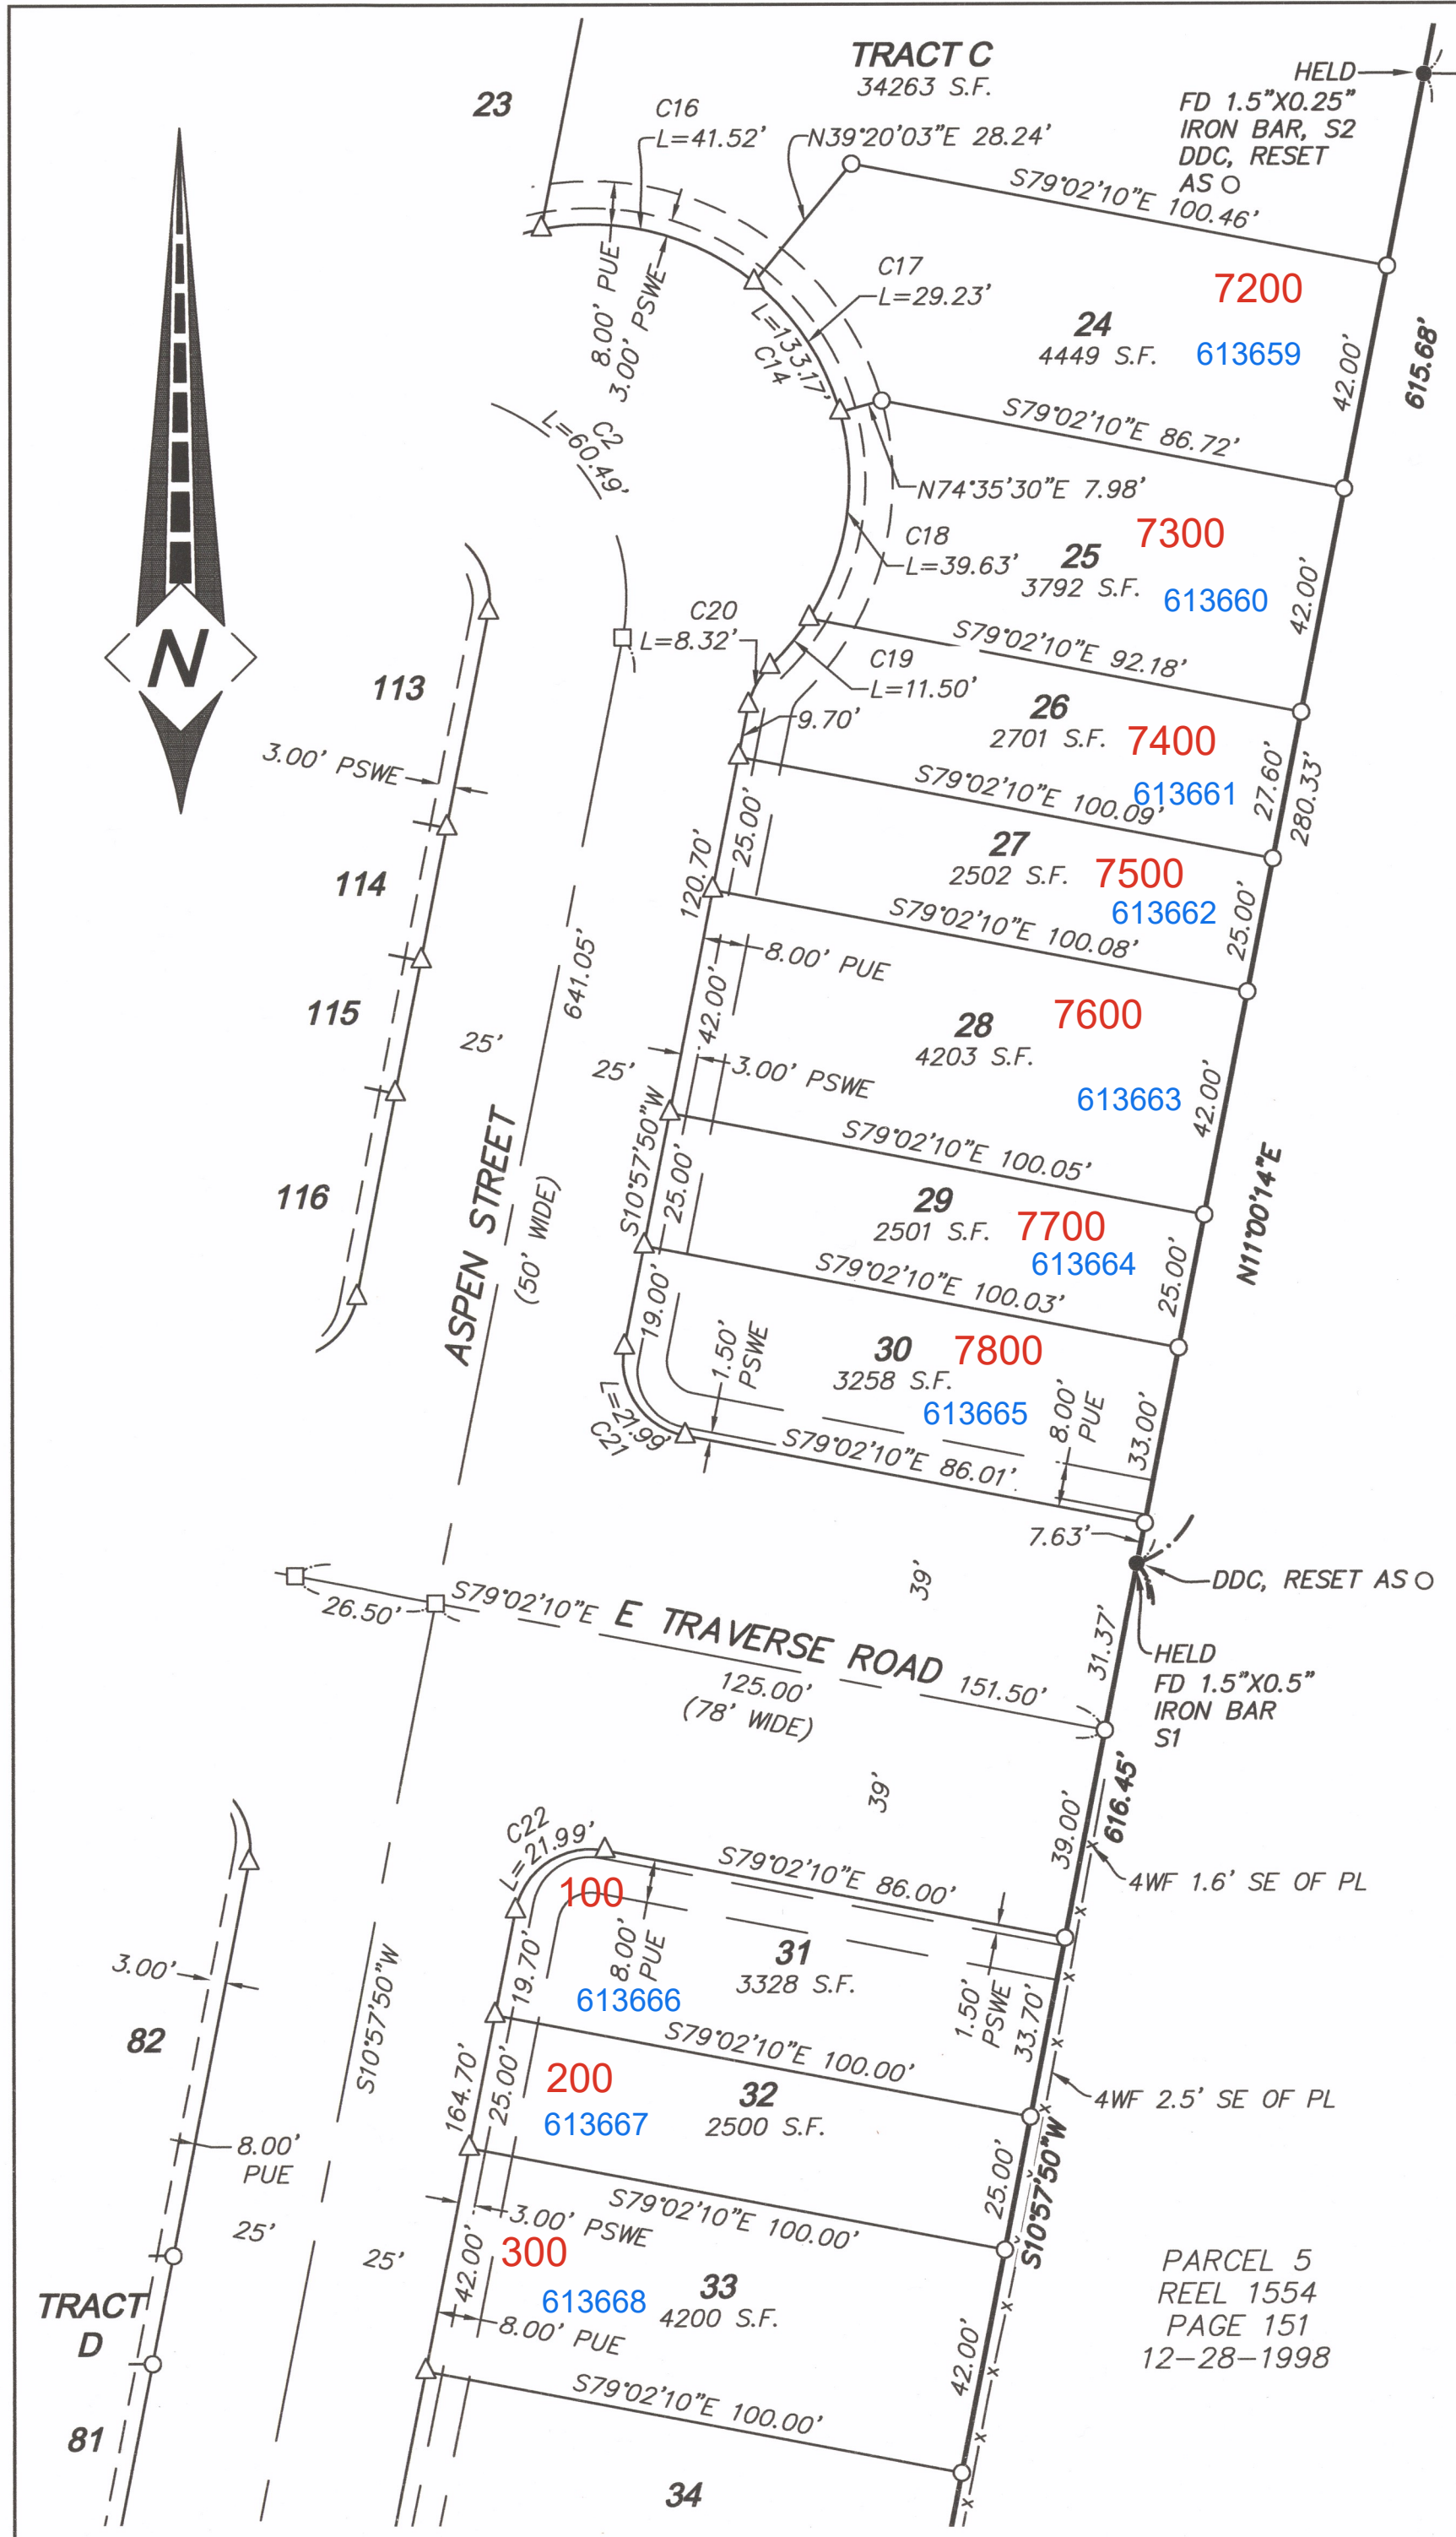 TRACT C
34263 S.F.
23
C16
L=41.52'
N39°20'03"E 28.24'
HELD
FD 1.5"X0.25"
IRON BAR, S2
DDC, RESET
AS O
S79°02'10"E 100.46'
8.00' PUE
3.00' PSWE
C17
L=29.23'
L=133.17'
C14
7200
24
4449 S.F.
613659
42.00'
615.68'
C2
L=60.49'
S79°02'10"E 86.72'
N74°35'30"E 7.98'
C18
L=39.63'
7300
25
3792 S.F.
613660
42.00'
N
C20
L=8.32'
S79°02'10"E 92.18'
C19
L=11.50'
113
26
2701 S.F.
7400
9.70'
3.00' PSWE
613661
27.60'
280.33'
S79°02'10"E 100.09'
25.00'
27
2502 S.F.
7500
613662
114
120.70'
25.00'
S79°02'10"E 100.08'
8.00' PUE
641.05'
42.00'
115
25'
25'
28
4203 S.F.
7600
3.00' PSWE
613663
42.00'
S79°02'10"E 100.05'
S10°57'50"W
25.00'
116
ASPEN STREET
(50' WIDE)
29
2501 S.F.
7700
613664
N11°00'14"E
25.00'
S79°02'10"E 100.03'
19.00'
1.50'
PSWE
30
3258 S.F.
7800
613665
8.00'
PUE
33.00'
L=21.99'
C21
S79°02'10"E 86.01'
7.63'
DDC, RESET AS O
39'
26.50'
S79°02'10"E
E TRAVERSE ROAD
125.00'
(78' WIDE)
151.50'
31.37'
HELD
FD 1.5"X0.5"
IRON BAR
S1
39'
39.00'
616.45'
C22
L=21.99'
S79°02'10"E 86.00'
4WF 1.6' SE OF PL
100
8.00'
PUE
31
3328 S.F.
19.70'
613666
1.50'
PSWE
33.70'
3.00'
82
S10°57'50"W
S79°02'10"E 100.00'
200
32
2500 S.F.
613667
164.70'
25.00'
4WF 2.5' SE OF PL
8.00'
PUE
S79°02'10"E 100.00'
25.00'
S10°57'50"W
3.00' PSWE
25'
25'
300
42.00'
33
4200 S.F.
613668
8.00' PUE
PARCEL 5
REEL 1554
PAGE 151
12-28-1998
TRACT
D
42.00'
S79°02'10"E 100.00'
81
34